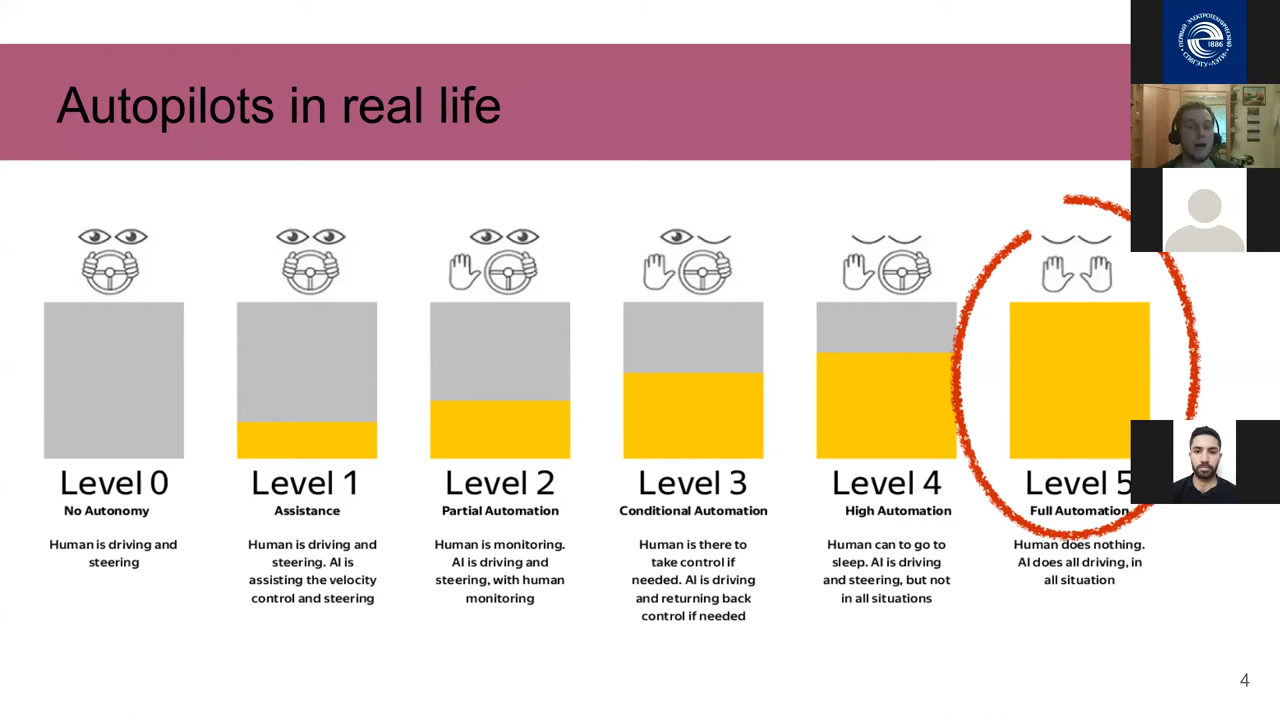 Autopilots in real life
ПЕРВЫЙ ЭЛЕКТРОТЕХНИЧЕСКИЙ
1886
СПБГЭТУ «ЛЭТИ»
Level 0
No Autonomy
Human is driving and
steering
Level 1
Assistance
Human is driving and
steering. AI is
assisting the velocity
control and steering
Level 2
Partial Automation
Human is monitoring.
AI is driving and
steering, with human
monitoring
Level 3
Conditional Automation
Human is there to
take control if
needed. AI is driving
and returning back
control if needed
Level 4
High Automation
Human can to go to
sleep. AI is driving
and steering, but not
in all situations
Level 5
Full Automation
Human does nothing.
AI does all driving, in
all situation
4